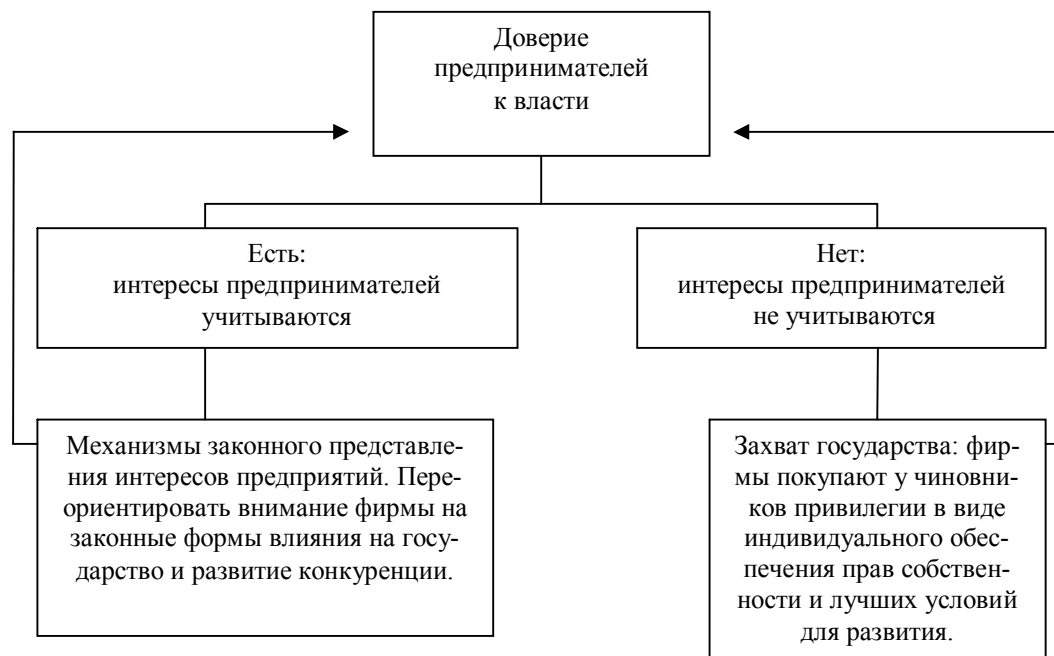 Доверие
предпринимателей
к власти
Есть:
интересы предпринимателей
учитываются
Нет:
интересы предпринимателей
не учитываются
Механизмы законного представле-
ния интересов предприятий. Пере-
ориентировать внимание фирмы на
законные формы влияния на госу-
дарство и развитие конкуренции.
Захват государства: фир-
мы покупают у чиновни-
ков привилегии в виде
индивидуального обес-
печения прав собствен-
ности и лучших условий
для развития.